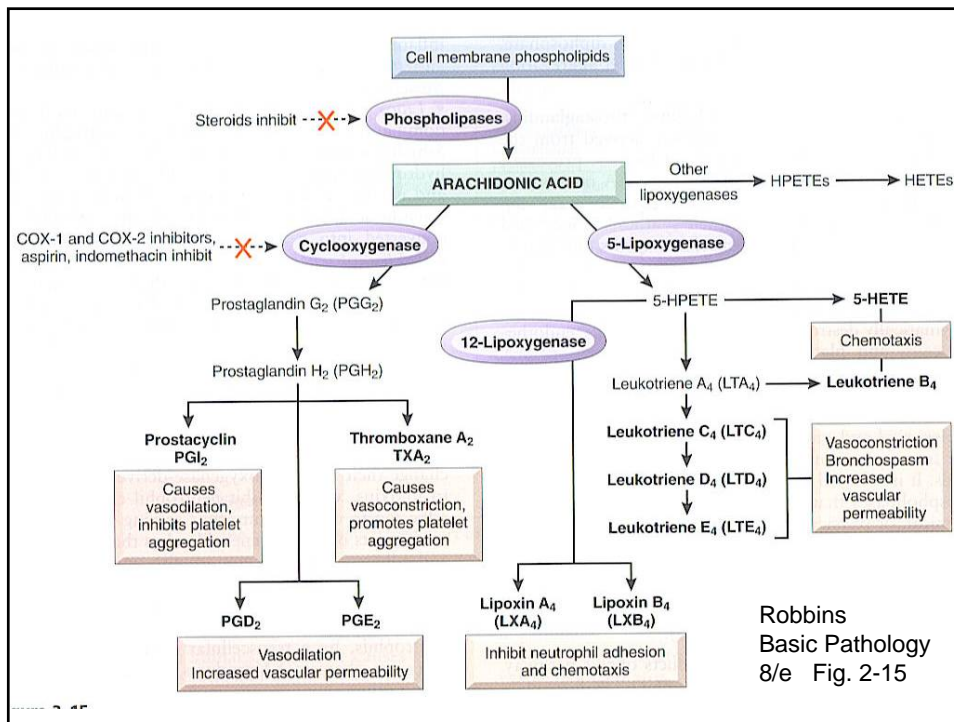 Cell membrane phospholipids
Steroids inhibit
Phospholipases
ARACHIDONIC ACID
Other
lipoxygenases
HPETEs
HETEs
COX-1 and COX-2 inhibitors,
aspirin, indomethacin inhibit
Cyclooxygenase
5-Lipoxygenase
Prostaglandin G₂ (PGG₂)
5-HPETE
5-HETE
12-Lipoxygenase
Chemotaxis
Prostaglandin H₂ (PGH₂)
Leukotriene A₄ (LTA₄)
Leukotriene B₄
Prostacyclin
PGI₂
Thromboxane A₂
TXA₂
Leukotriene C₄ (LTC₄)
Leukotriene D₄ (LTD₄)
Leukotriene E₄ (LTE₄)
Vasoconstriction
Bronchospasm
Increased
vascular
permeability
Causes
vasodilation,
inhibits platelet
aggregation
Causes
vasoconstriction,
promotes platelet
aggregation
PGD₂
PGE₂
Vasodilation
Increased vascular permeability
Lipoxin A₄
(LXA₄)
Lipoxin B₄
(LXB₄)
Inhibit neutrophil adhesion
and chemotaxis
Robbins
Basic Pathology
8/e Fig. 2-15